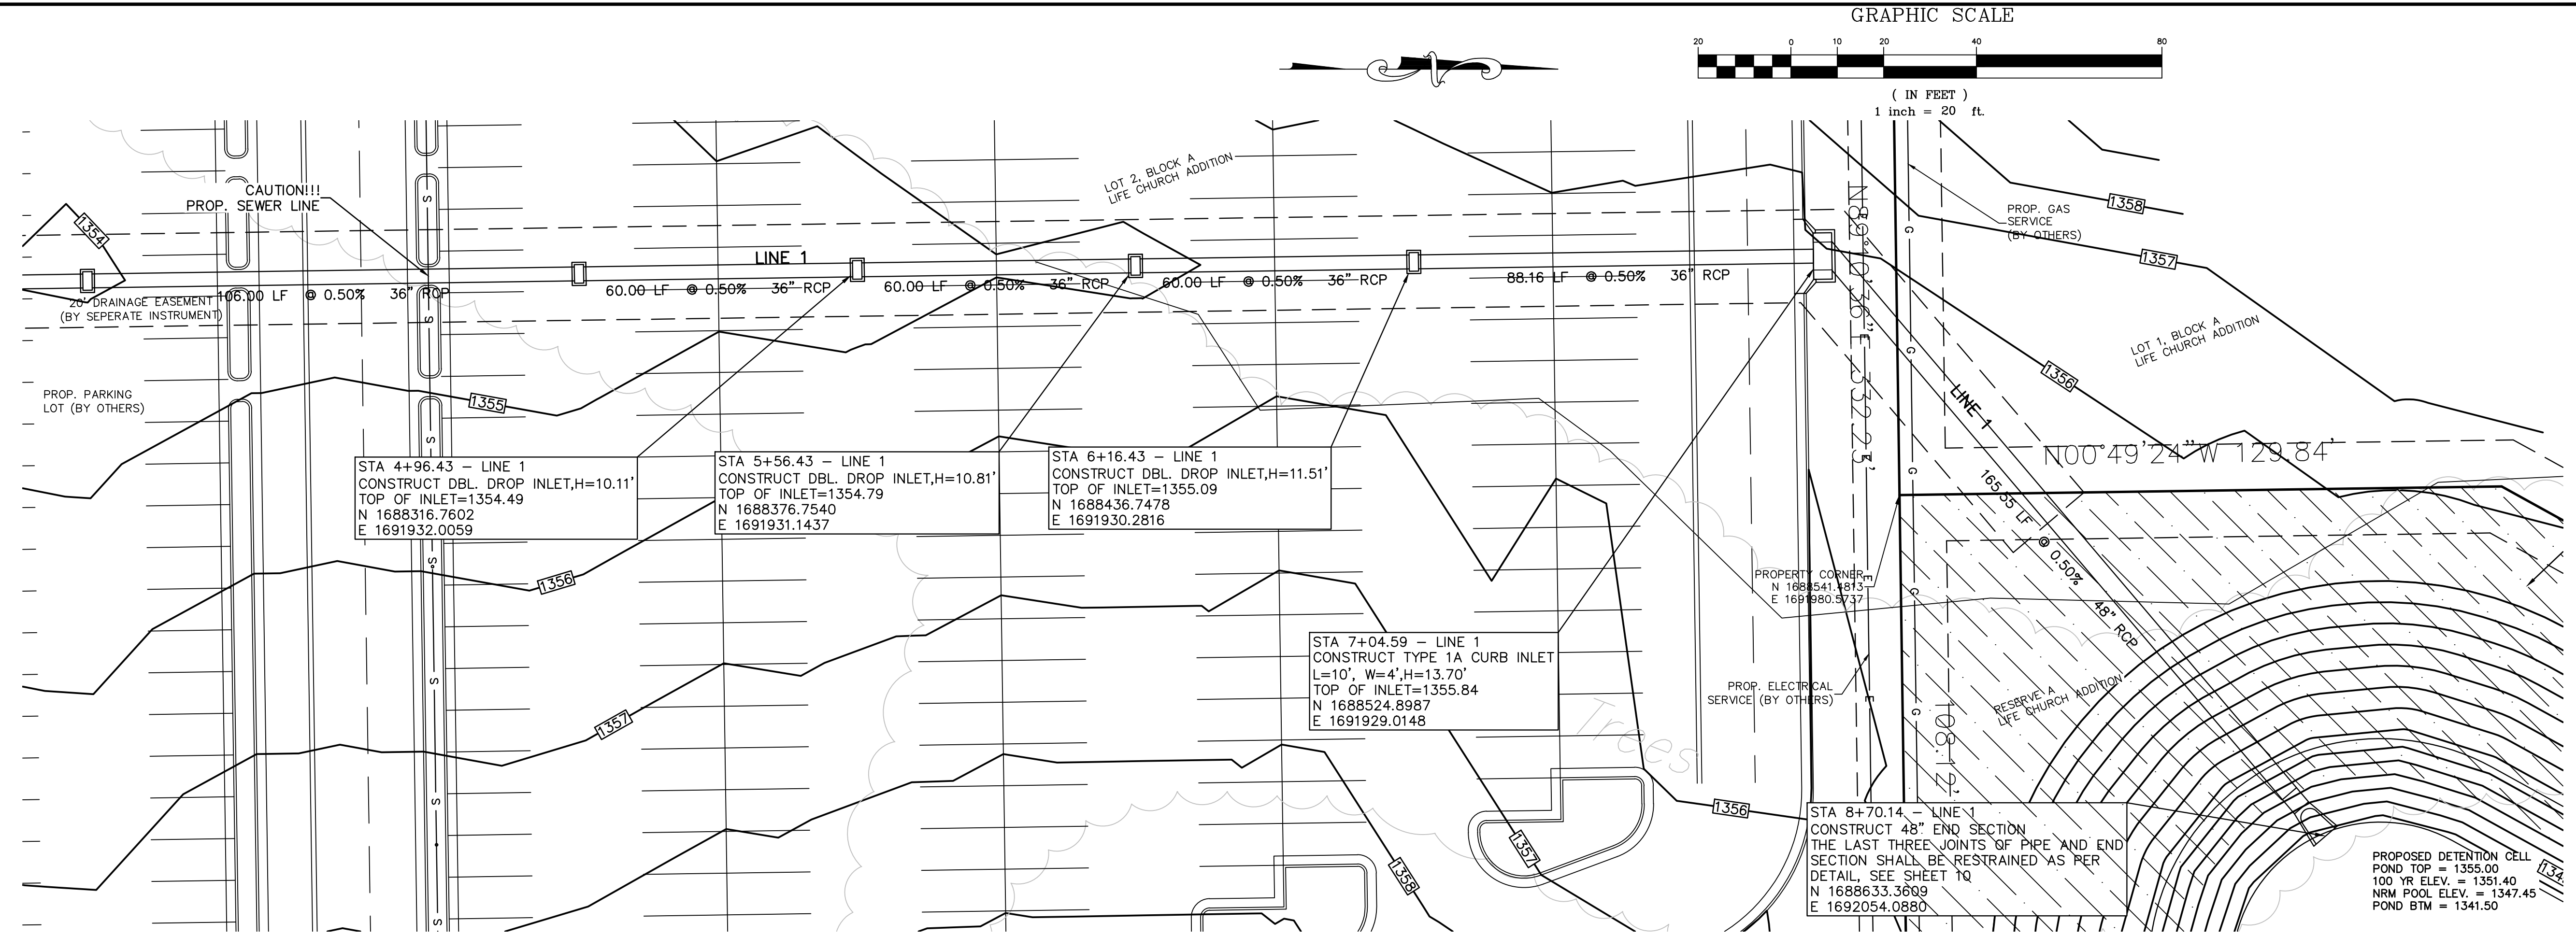 GRAPHIC SCALE
20 0 10 20 40 80
( IN FEET )
1 inch = 20 ft.
CAUTION!!!
PROP. SEWER LINE
1354
LINE 1
LOT 2, BLOCK A
LIFE CHURCH ADDITION
20' DRAINAGE EASEMENT
(BY SEPERATE INSTRUMENT)
106.00 LF @ 0.50% 36" RCP
60.00 LF @ 0.50% 36" RCP
60.00 LF @ 0.50% 36" RCP
60.00 LF @ 0.50% 36" RCP
88.16 LF @ 0.50% 36" RCP
N89°10'36"E 1332.23'
PROP. GAS
SERVICE
(BY OTHERS)
1358
1357
1356
LOT 1, BLOCK A
LIFE CHURCH ADDITION
LINE 1
165.55 LF @ 0.50% 48" RCP
N00°49'24"W 129.84'
PROP. PARKING
LOT (BY OTHERS)
1355
1356
1357
S
S
S
S
S
S
S
G
G
G
G
G
E
E
E
E
E
STA 4+96.43 – LINE 1
CONSTRUCT DBL. DROP INLET,H=10.11'
TOP OF INLET=1354.49
N 1688316.7602
E 1691932.0059
STA 5+56.43 – LINE 1
CONSTRUCT DBL. DROP INLET,H=10.81'
TOP OF INLET=1354.79
N 1688376.7540
E 1691931.1437
STA 6+16.43 – LINE 1
CONSTRUCT DBL. DROP INLET,H=11.51'
TOP OF INLET=1355.09
N 1688436.7478
E 1691930.2816
PROPERTY CORNER
N 1688541.4813
E 1691980.5737
STA 7+04.59 – LINE 1
CONSTRUCT TYPE 1A CURB INLET
L=10', W=4',H=13.70'
TOP OF INLET=1355.84
N 1688524.8987
E 1691929.0148
PROP. ELECTRICAL
SERVICE (BY OTHERS)
RESERVE A
LIFE CHURCH ADDITION
108.12'
Trees
1356
1357
1358
STA 8+70.14 – LINE 1
CONSTRUCT 48" END SECTION
THE LAST THREE JOINTS OF PIPE AND END
SECTION SHALL BE RESTRAINED AS PER
DETAIL, SEE SHEET 10
N 1688633.3609
E 1692054.0880
PROPOSED DETENTION CELL
POND TOP = 1355.00
100 YR ELEV. = 1351.40
NRM POOL ELEV. = 1347.45
POND BTM = 1341.50